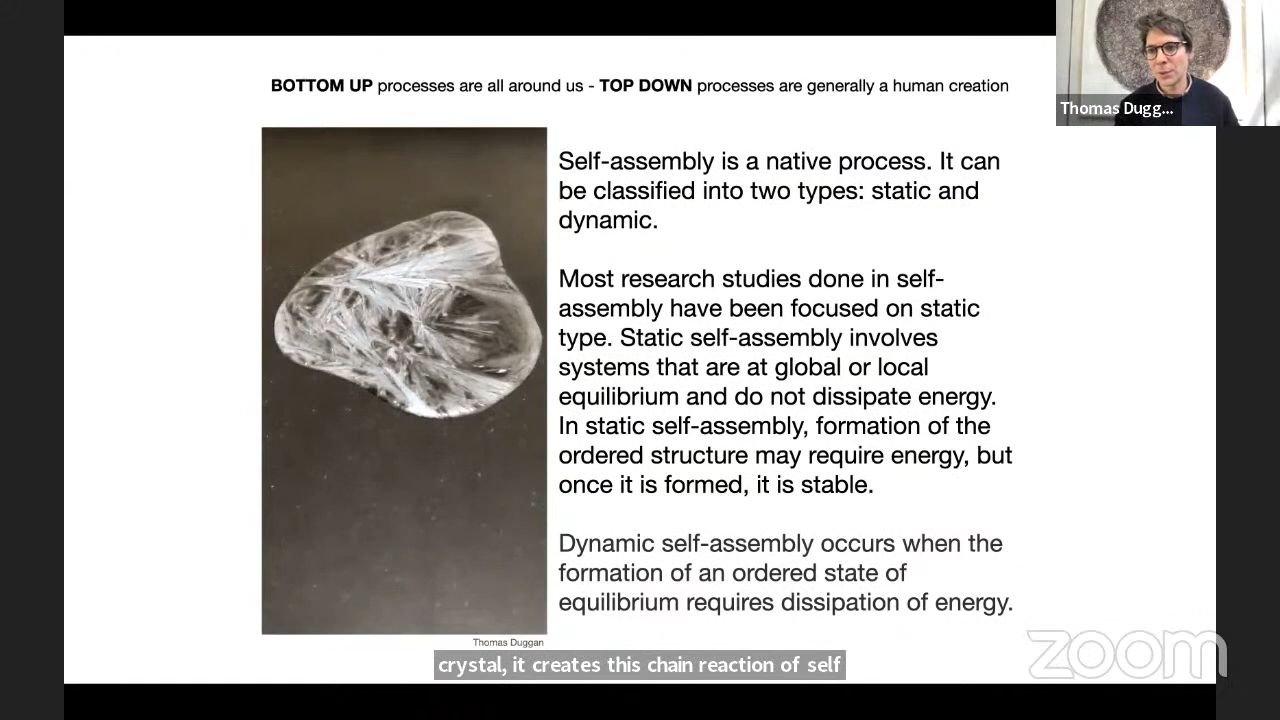 BOTTOM UP processes are all around us - TOP DOWN processes are generally a human creation
Thomas Dugg...
Self-assembly is a native process. It can
be classified into two types: static and
dynamic.
Most research studies done in self-
assembly have been focused on static
type. Static self-assembly involves
systems that are at global or local
equilibrium and do not dissipate energy.
In static self-assembly, formation of the
ordered structure may require energy, but
once it is formed, it is stable.
Dynamic self-assembly occurs when the
formation of an ordered state of
equilibrium requires dissipation of energy.
Thomas Duggan
crystal, it creates this chain reaction of self
zoom